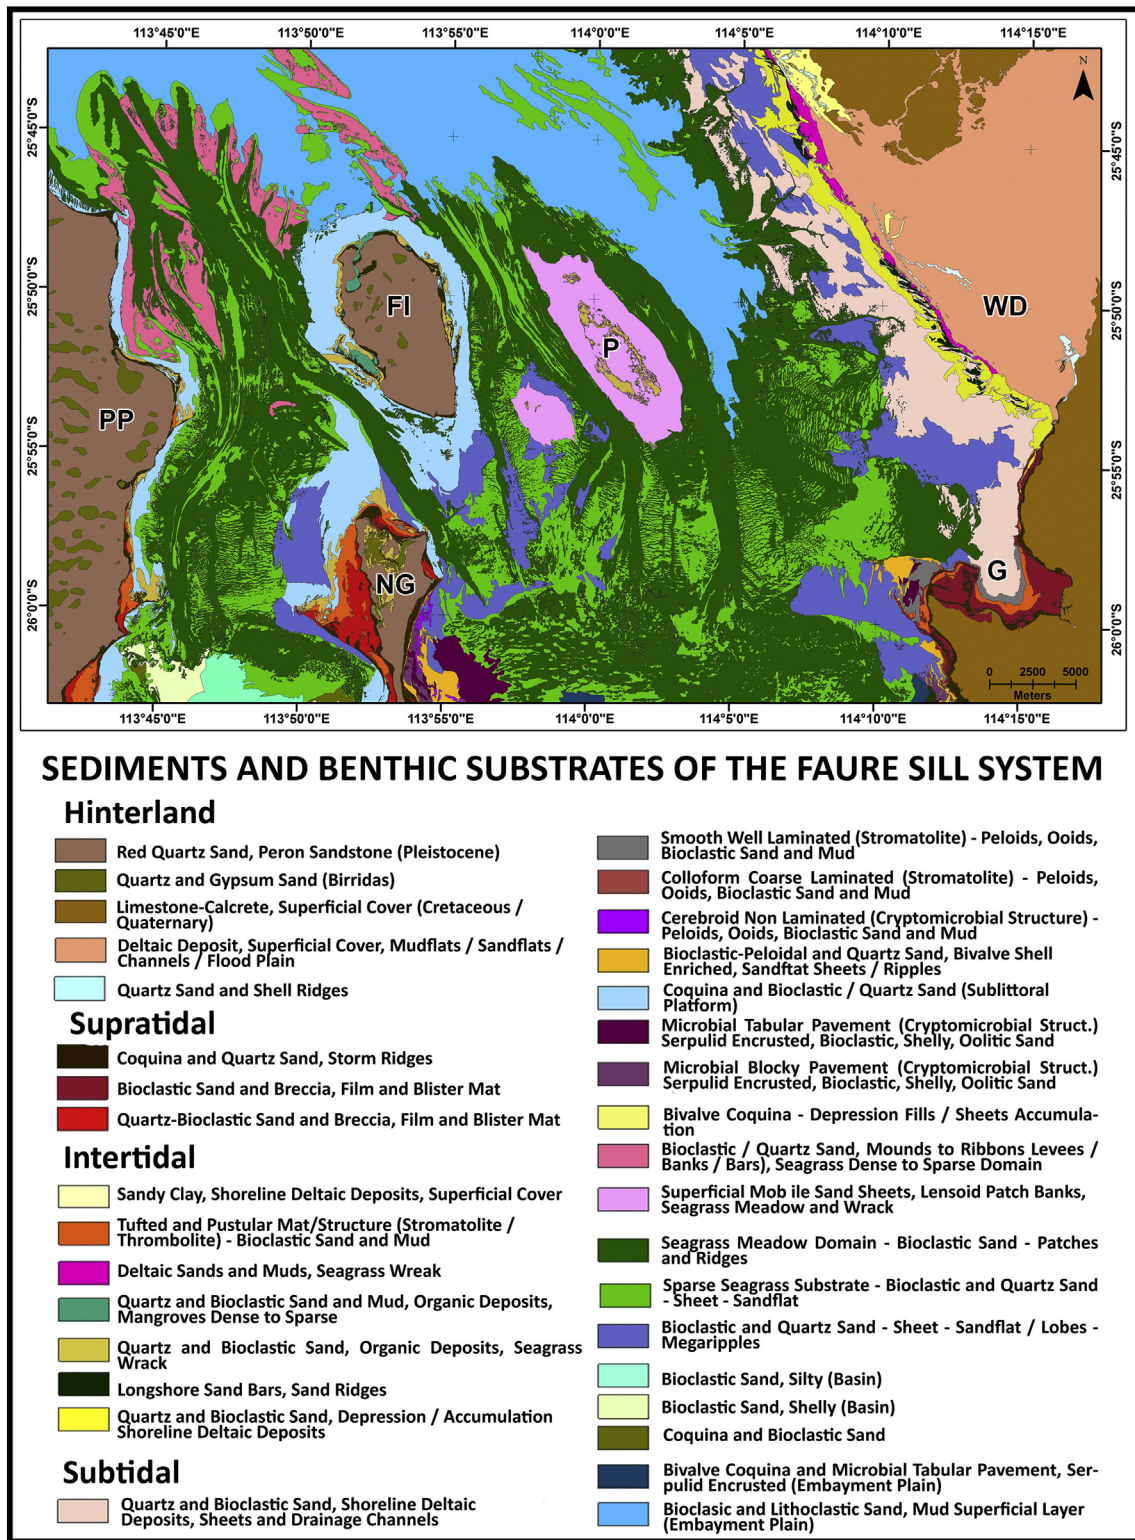 113°45'0"E 113°50'0"E 113°55'0"E 114°0'0"E 114°5'0"E 114°10'0"E 114°15'0"E
N
25°45'0"S
25°45'0"S
25°50'0"S
25°50'0"S
25°55'0"S
25°55'0"S
26°0'0"S
26°0'0"S
FI
WD
P
PP
NG
G
0 2500 5000
Meters
113°45'0"E 113°50'0"E 113°55'0"E 114°0'0"E 114°5'0"E 114°10'0"E 114°15'0"E
SEDIMENTS AND BENTHIC SUBSTRATES OF THE FAURE SILL SYSTEM
Hinterland
Red Quartz Sand, Peron Sandstone (Pleistocene)
Quartz and Gypsum Sand (Birridas)
Limestone-Calcrete, Superficial Cover (Cretaceous /
Quaternary)
Deltaic Deposit, Superficial Cover, Mudflats / Sandflats /
Channels / Flood Plain
Quartz Sand and Shell Ridges
Supratidal
Coquina and Quartz Sand, Storm Ridges
Bioclastic Sand and Breccia, Film and Blister Mat
Quartz-Bioclastic Sand and Breccia, Film and Blister Mat
Intertidal
Sandy Clay, Shoreline Deltaic Deposits, Superficial Cover
Tufted and Pustular Mat/Structure (Stromatolite /
Thrombolite) - Bioclastic Sand and Mud
Deltaic Sands and Muds, Seagrass Wreak
Quartz and Bioclastic Sand and Mud, Organic Deposits,
Mangroves Dense to Sparse
Quartz and Bioclastic Sand, Organic Deposits, Seagrass
Wrack
Longshore Sand Bars, Sand Ridges
Quartz and Bioclastic Sand, Depression / Accumulation
Shoreline Deltaic Deposits
Subtidal
Quartz and Bioclastic Sand, Shoreline Deltaic
Deposits, Sheets and Drainage Channels
Smooth Well Laminated (Stromatolite) - Peloids, Ooids,
Bioclastic Sand and Mud
Colloform Coarse Laminated (Stromatolite) - Peloids,
Ooids, Bioclastic Sand and Mud
Cerebroid Non Laminated (Cryptomicrobial Structure) -
Peloids, Ooids, Bioclastic Sand and Mud
Bioclastic-Peloidal and Quartz Sand, Bivalve Shell
Enriched, Sandftat Sheets / Ripples
Coquina and Bioclastic / Quartz Sand (Sublittoral
Platform)
Microbial Tabular Pavement (Cryptomicrobial Struct.)
Serpulid Encrusted, Bioclastic, Shelly, Oolitic Sand
Microbial Blocky Pavement (Cryptomicrobial Struct.)
Serpulid Encrusted, Bioclastic, Shelly, Oolitic Sand
Bivalve Coquina - Depression Fills / Sheets Accumula-
tion
Bioclastic / Quartz Sand, Mounds to Ribbons Levees /
Banks / Bars), Seagrass Dense to Sparse Domain
Superficial Mob ile Sand Sheets, Lensoid Patch Banks,
Seagrass Meadow and Wrack
Seagrass Meadow Domain - Bioclastic Sand - Patches
and Ridges
Sparse Seagrass Substrate - Bioclastic and Quartz Sand
- Sheet - Sandflat
Bioclastic and Quartz Sand - Sheet - Sandflat / Lobes -
Megaripples
Bioclastic Sand, Silty (Basin)
Bioclastic Sand, Shelly (Basin)
Coquina and Bioclastic Sand
Bivalve Coquina and Microbial Tabular Pavement, Ser-
pulid Encrusted (Embayment Plain)
Bioclasic and Lithoclastic Sand, Mud Superficial Layer
(Embayment Plain)